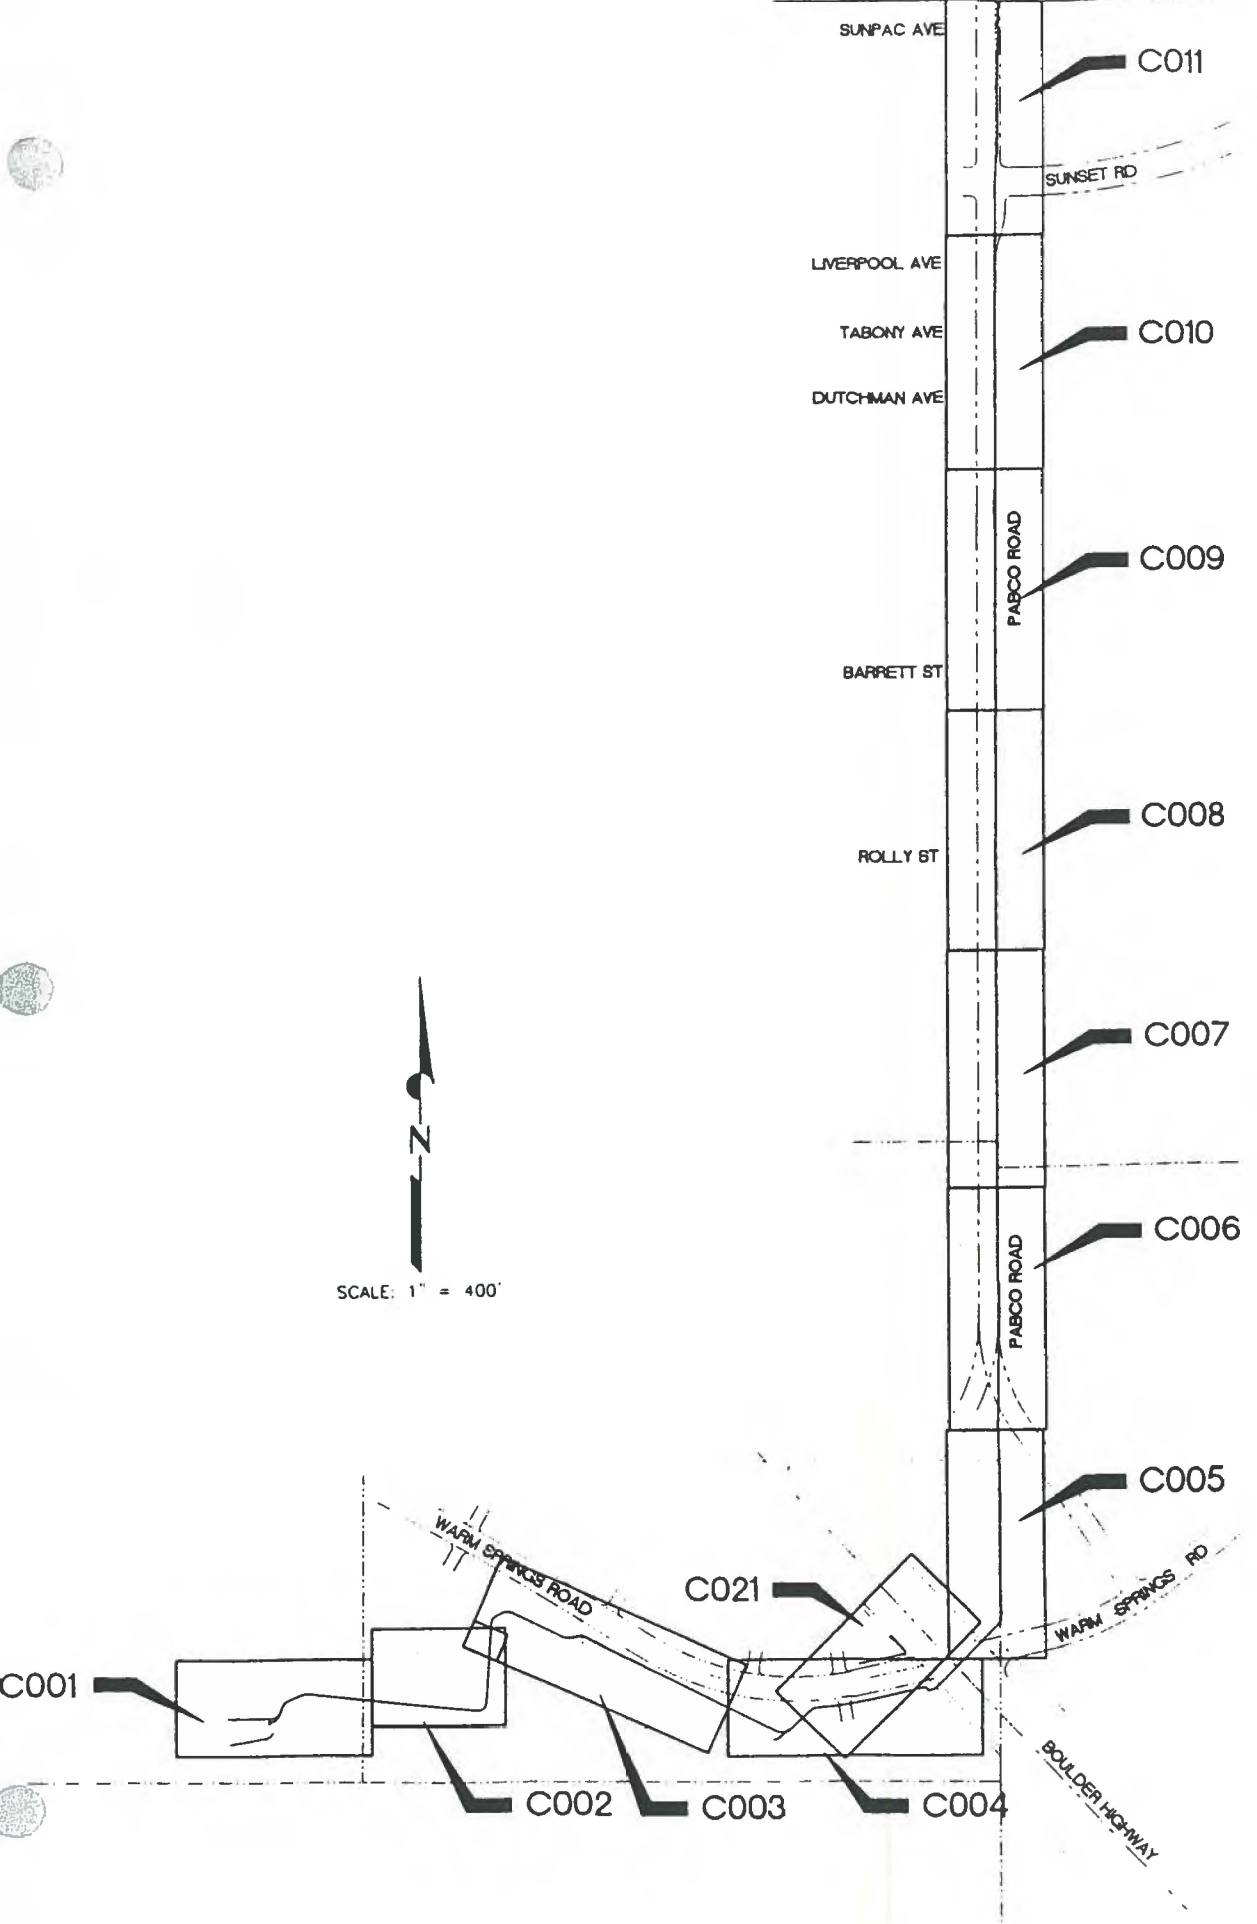 SUNPAC AVE
C011
SUNSET RD
LIVERPOOL AVE
TABONY AVE
C010
DUTCHMAN AVE
PABCO ROAD
C009
BARRETT ST
C008
ROLLY ST
C007
N
C006
PABCO ROAD
SCALE: 1" = 400'
C005
WARM SPRINGS ROAD
C021
WARM SPRINGS RD
C001
BOULDER HIGHWAY
C002
C003
C004